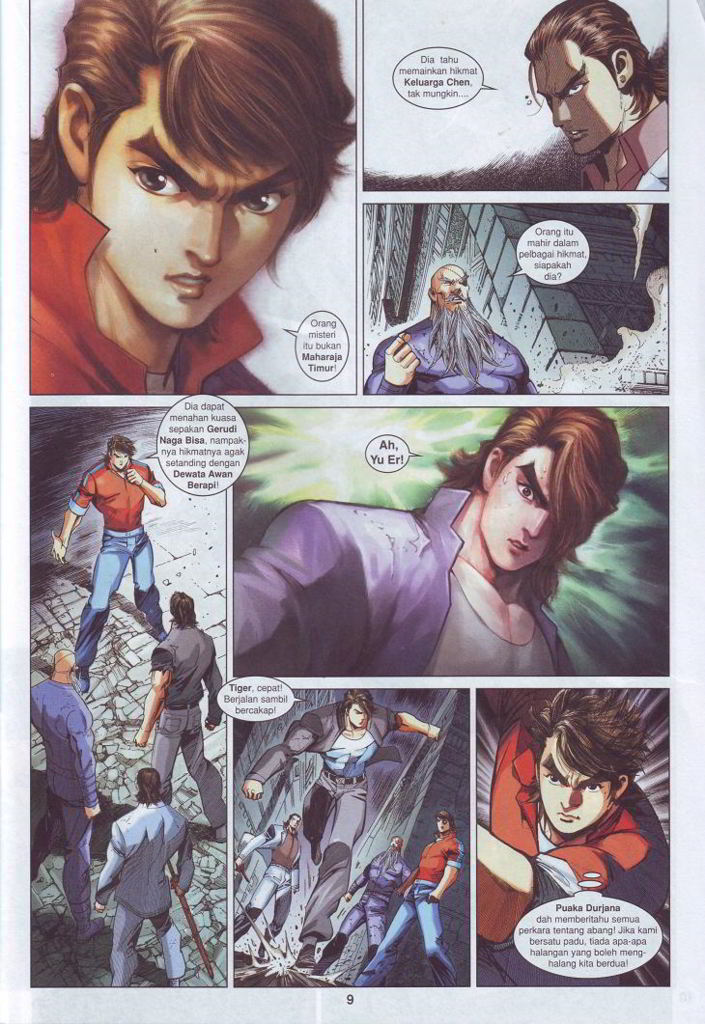 Orang
misteri
itu bukan
Maharaja
Timur!
Dia tahu
memainkan hikmat
Keluarga Chen,
tak mungkin....
Orang itu
mahir dalam
pelbagai hikmat,
siapakah
dia?
Dia dapat
menahan kuasa
sepakan Gerudi
Naga Bisa, nampak-
nya hikmatnya agak
setanding dengan
Dewata Awan
Berapi!
Ah,
Yu Er!
Tiger, cepat!
Berjalan sambil
bercakap!
Puaka Durjana
dah memberitahu semua
perkara tentang abang! Jika kami
bersatu padu, tiada apa-apa
halangan yang boleh meng-
halang kita berdua!
9